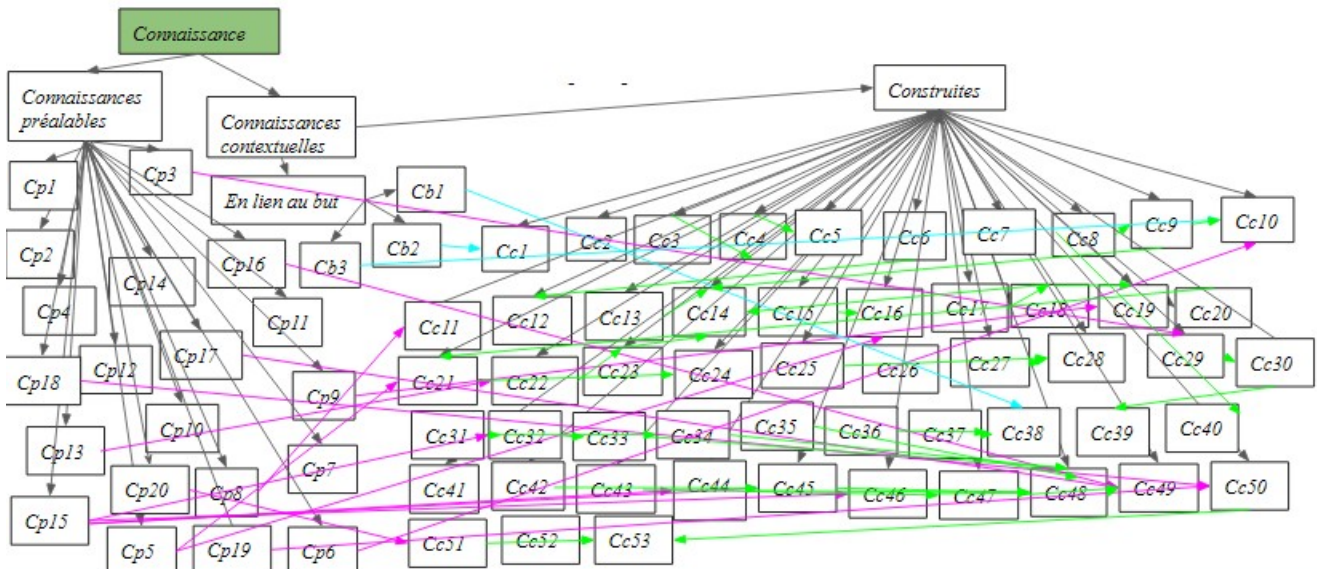 Connaissance
Connaissances
préalables
Construites
Connaissances
contextuelles
En lien au but
Cp1
Cp3
Cb1
Cp2
Cp16
Cb3
Cb2
Cc1
Cc2
Cc3
Cc4
Cc5
Cc6
Cc7
Cc8
Cc9
Cc10
Cp4
Cp14
Cp11
Cc11
Cc12
Cc13
Cc14
Cc15
Cc16
Cc17
Cc18
Cc19
Cc20
Cp18
Cp12
Cp17
Cp9
Cc21
Cc22
Cc23
Cc24
Cc25
Cc26
Cc27
Cc28
Cc29
Cc30
Cp13
Cp10
Cp7
Cc31
Cc32
Cc33
Cc34
Cc35
Cc36
Cc37
Cc38
Cc39
Cc40
Cp15
Cp20
Cp8
Cc41
Cc42
Cc43
Cc44
Cc45
Cc46
Cc47
Cc48
Cc49
Cc50
Cp5
Cp19
Cp6
Cc51
Cc52
Cc53